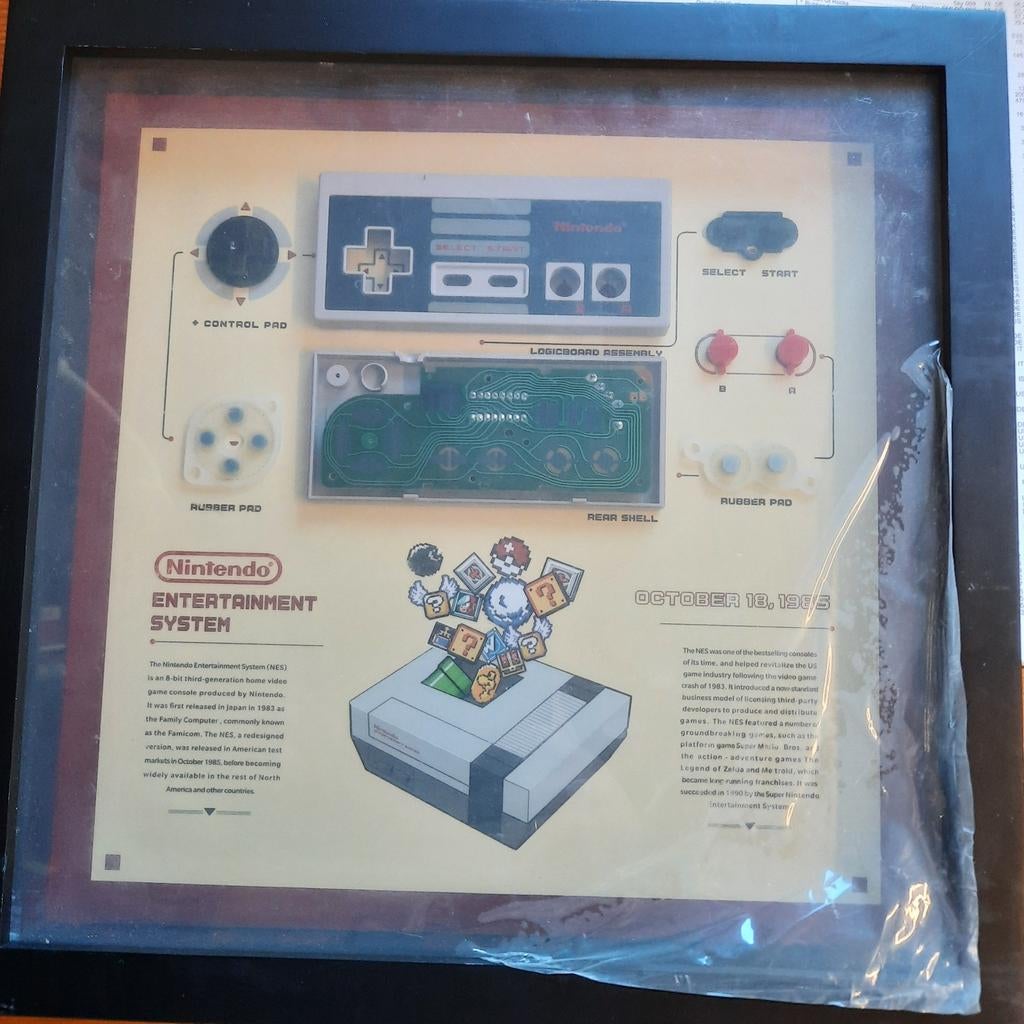 Nintendo
SELECT START
SELECT START
+ CONTROL PAD
LOGICBOARD ASSEMBLY
B A
RUBBER PAD
RUBBER PAD
REAR SHELL
Nintendo®
ENTERTAINMENT
SYSTEM
The Nintendo Entertainment System (NES)
is an 8-bit third-generation home video
game console produced by Nintendo.
It was first released in Japan in 1983 as
the Family Computer , commonly known
as the Famicom. The NES, a redesigned
version, was released in American test
markets in October 1985, before becoming
widely available in the rest of North
America and other countries.
OCTOBER 18, 1985
The NES was one of the bestselling consoles
of its time, and helped revitalize the US
game industry following the video game
crash of 1983. It introduced a now-standard
business model of licensing third-party
developers to produce and distribute
games. The NES featured a number of
groundbreaking games, such as the
platform game Super Mario Bros. and
the action - adventure games The
Legend of Zelda and Metroid, which
became long-running franchises. It was
succeeded in 1990 by the Super Nintendo
Entertainment System